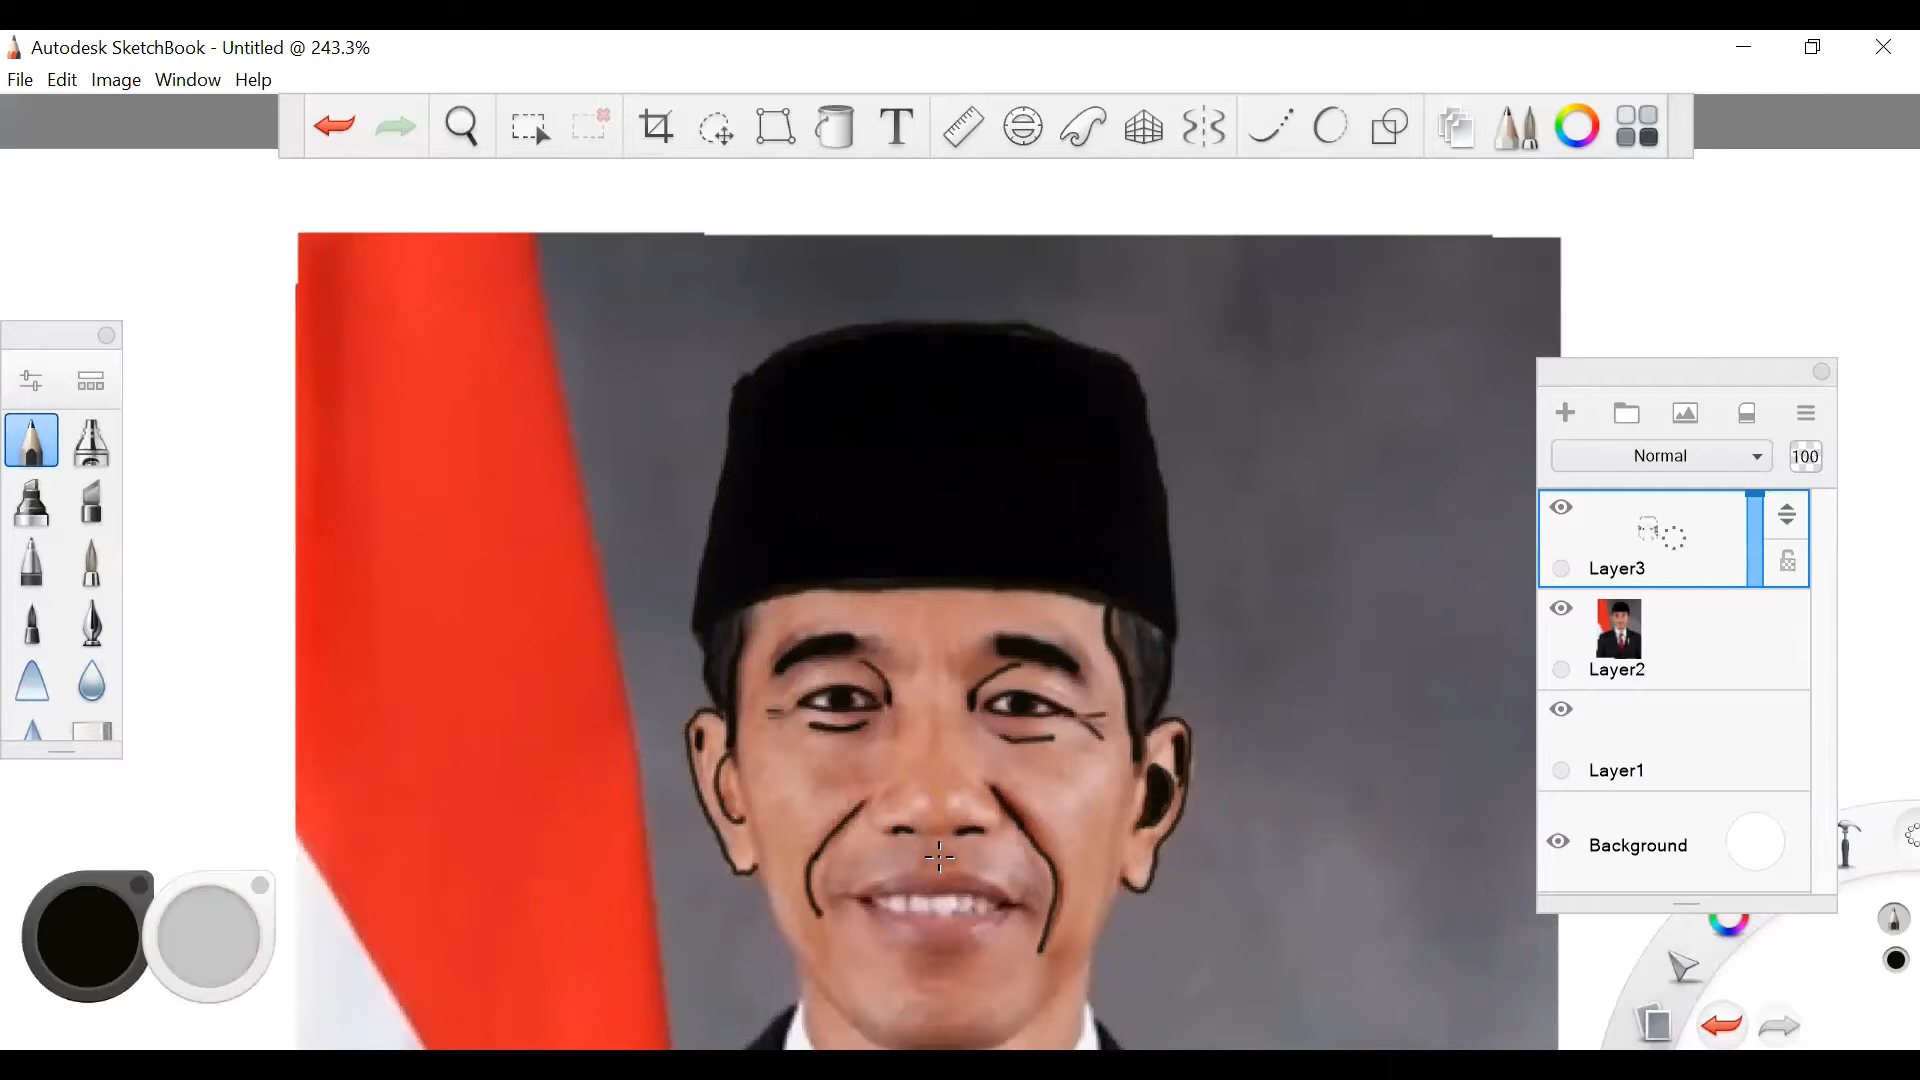 Autodesk SketchBook - Untitled @ 243.3%
File Edit Image Window Help
T
Normal 100
Layer3
Layer2
Layer1
Background